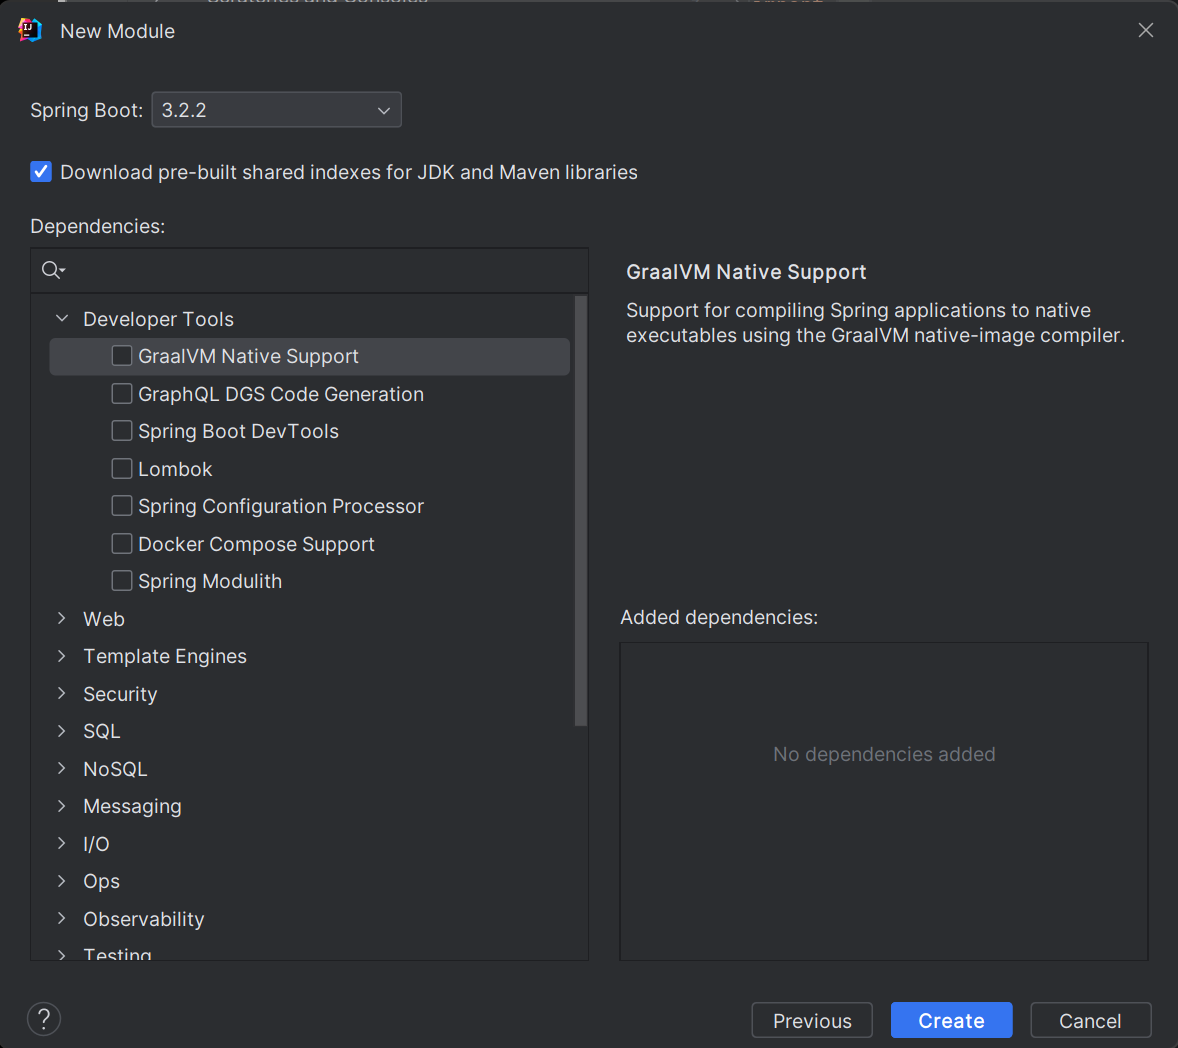 New Module
Spring Boot: 3.2.2
Download pre-built shared indexes for JDK and Maven libraries
Dependencies:
Developer Tools
GraalVM Native Support
GraphQL DGS Code Generation
Spring Boot DevTools
Lombok
Spring Configuration Processor
Docker Compose Support
Spring Modulith
Web
Template Engines
Security
SQL
NoSQL
Messaging
I/O
Ops
Observability
Testing
GraalVM Native Support
Support for compiling Spring applications to native
executables using the GraalVM native-image compiler.
Added dependencies:
No dependencies added
?
Previous
Create
Cancel